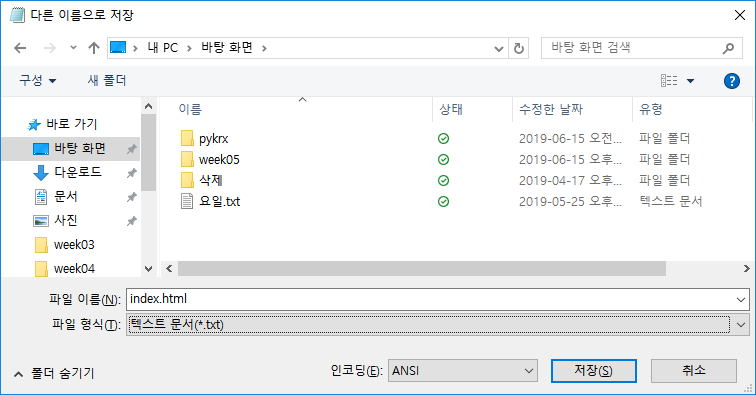 다른 이름으로 저장
내 PC > 바탕 화면 >
바탕 화면 검색
구성 새 폴더
이름 상태 수정한 날짜 유형
바로 가기
바탕 화면
다운로드
문서
사진
week03
week04
pykrx 2019-06-15 오전... 파일 폴더
week05 2019-06-15 오후... 파일 폴더
삭제 2019-04-17 오후... 파일 폴더
요일.txt 2019-05-25 오후... 텍스트 문서
파일 이름(N): index.html
파일 형식(T): 텍스트 문서(*.txt)
폴더 숨기기 인코딩(E): ANSI 저장(S) 취소